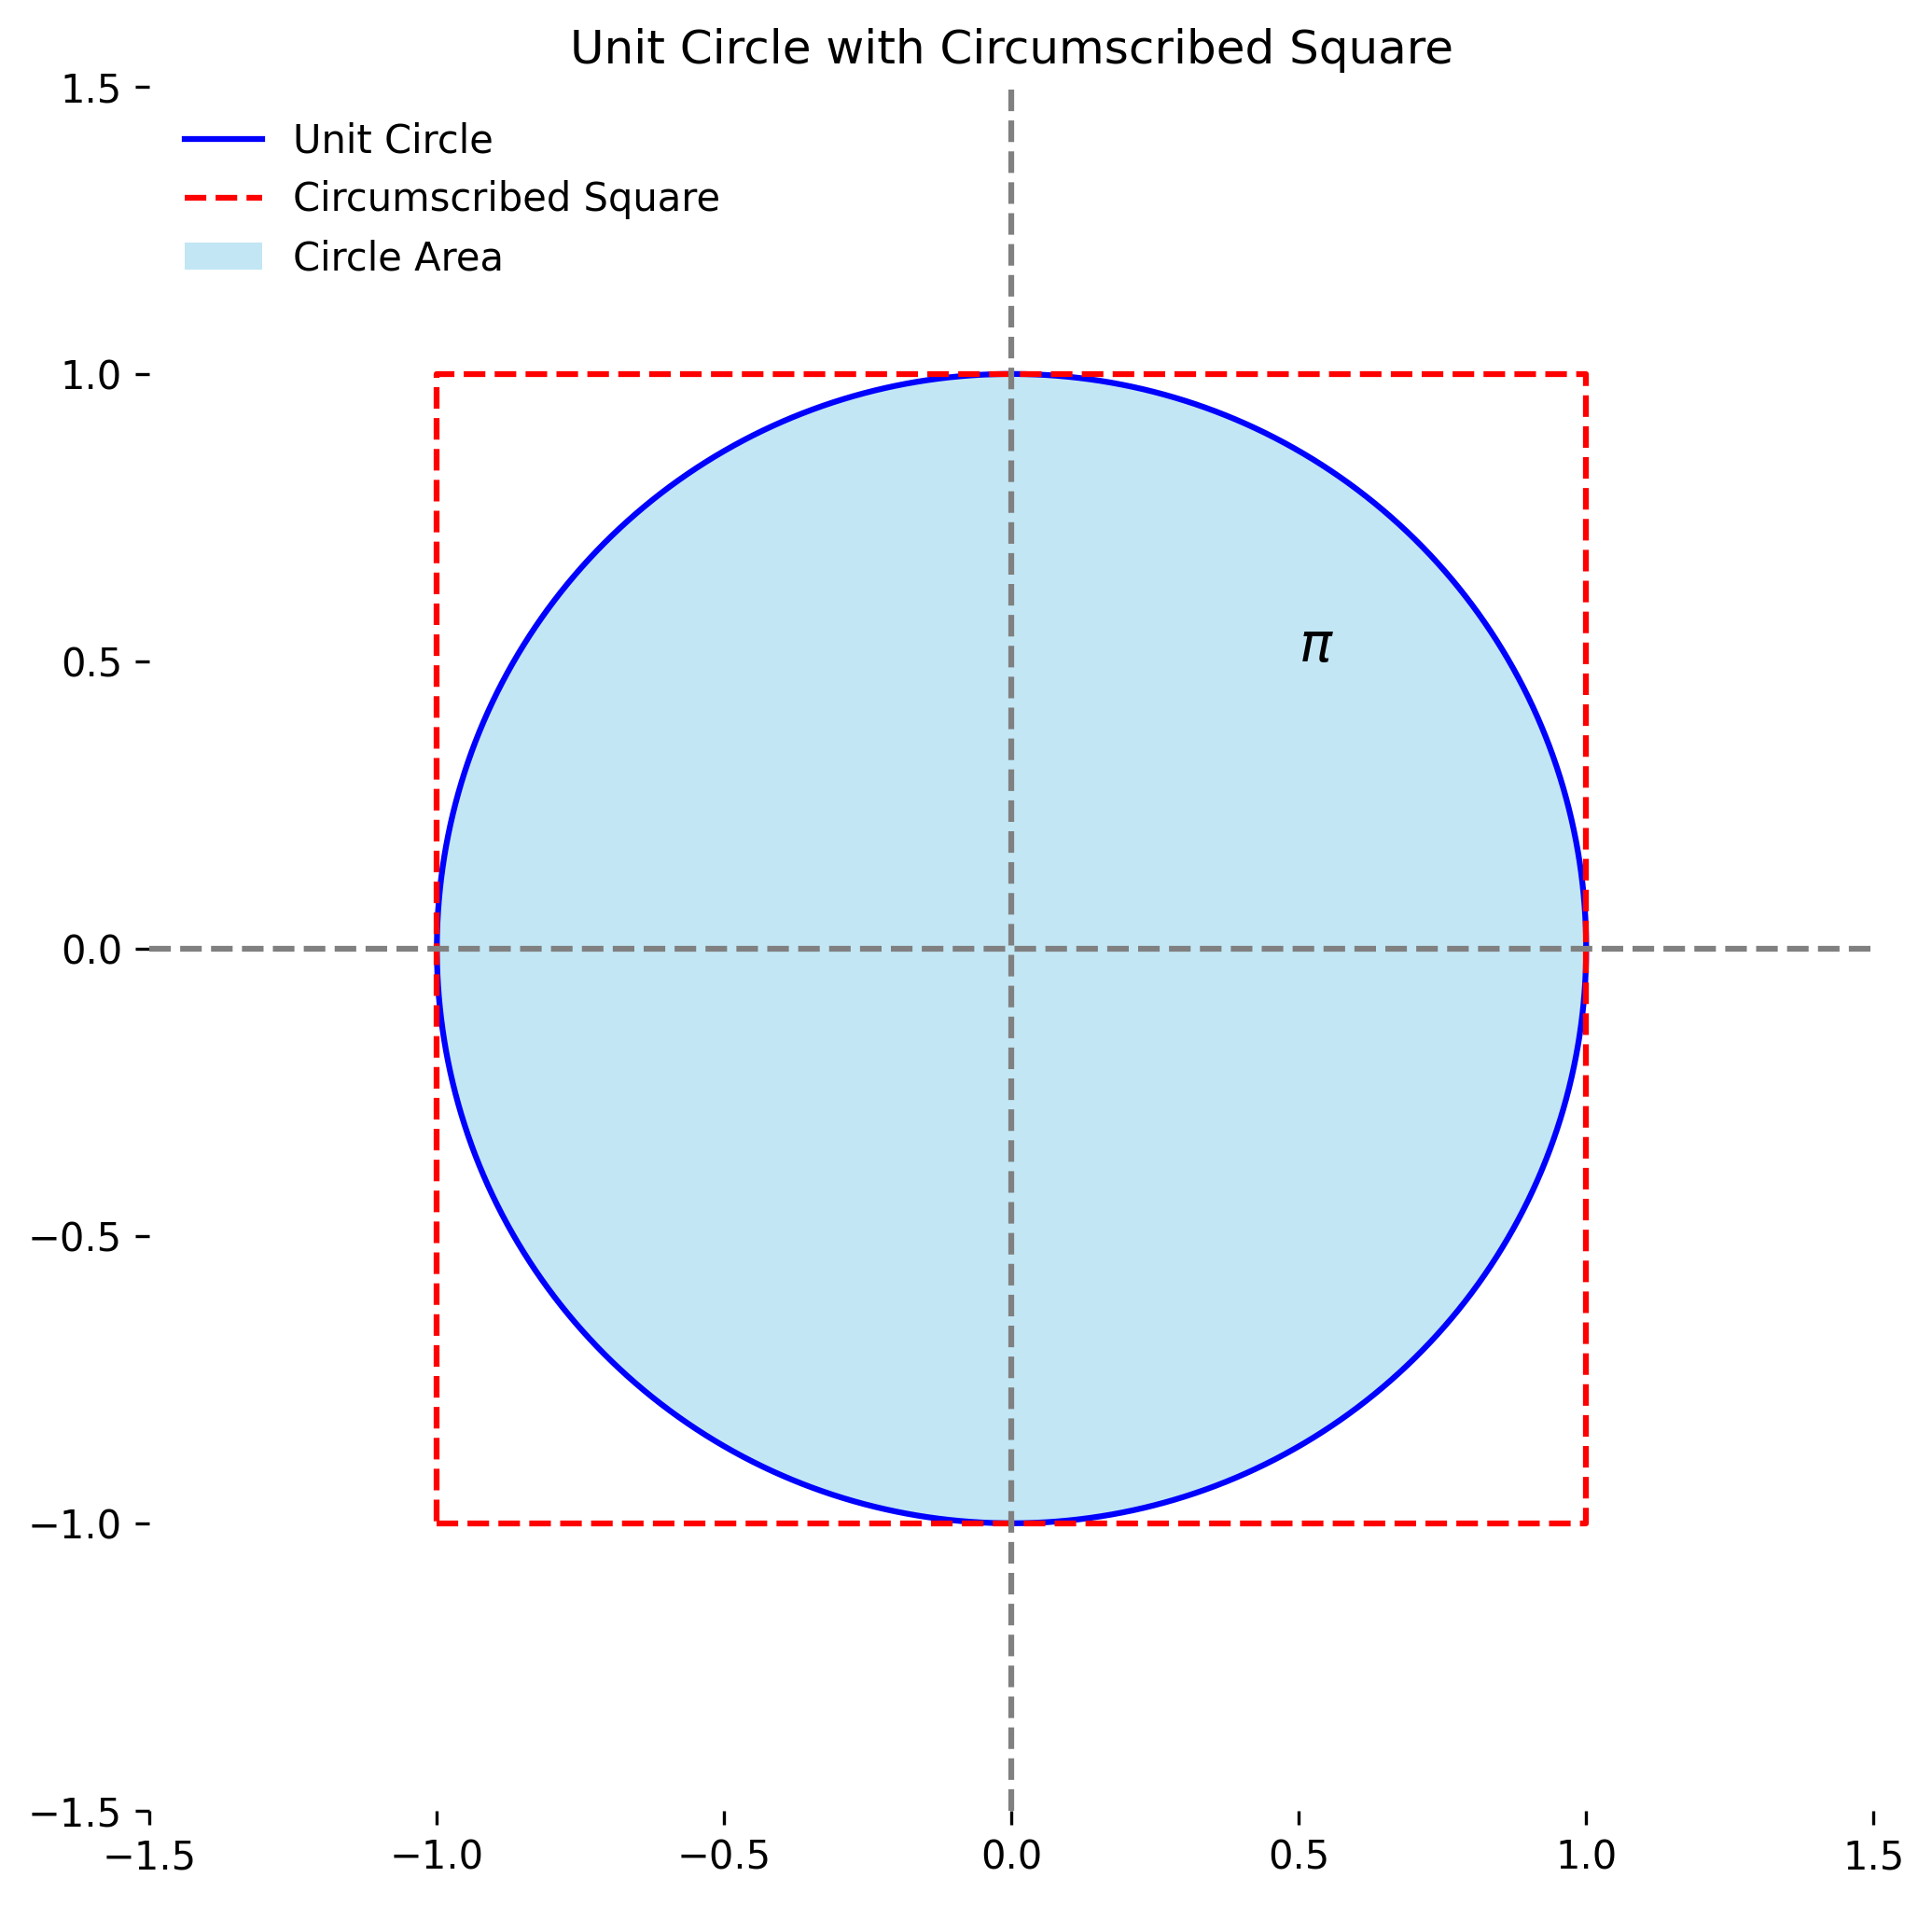 Unit Circle with Circumscribed Square
1.5
Unit Circle
Circumscribed Square
Circle Area
1.0
π
0.5
0.0
−0.5
−1.0
−1.5
−1.5 −1.0 −0.5 0.0 0.5 1.0 1.5